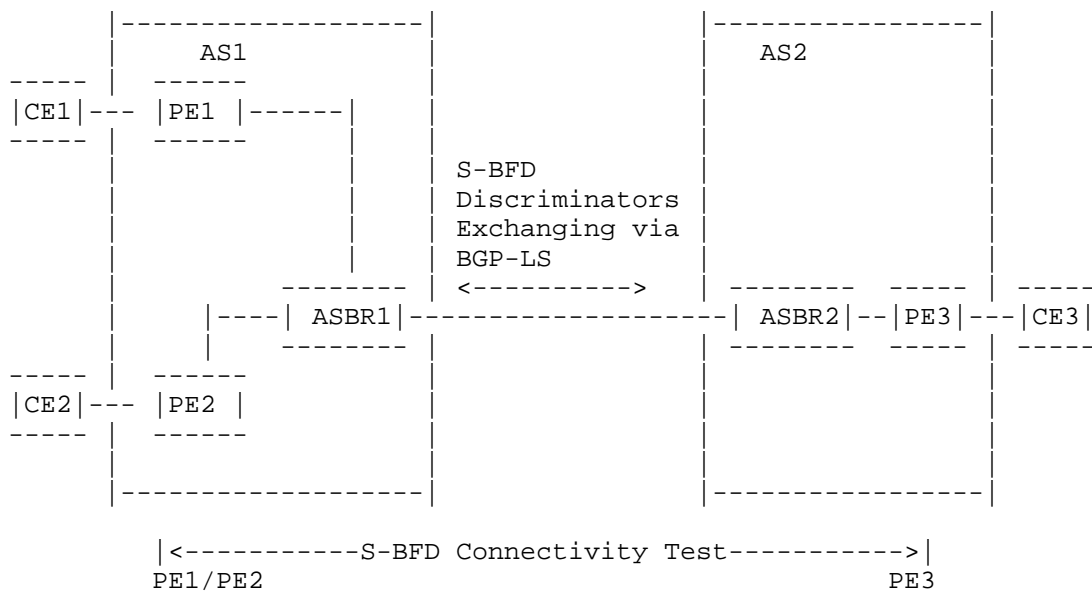 AS1 AS2
CE1 PE1
S-BFD
Discriminators
Exchanging via
BGP-LS
ASBR1 ASBR2 PE3 CE3
CE2 PE2
S-BFD Connectivity Test
PE1/PE2 PE3